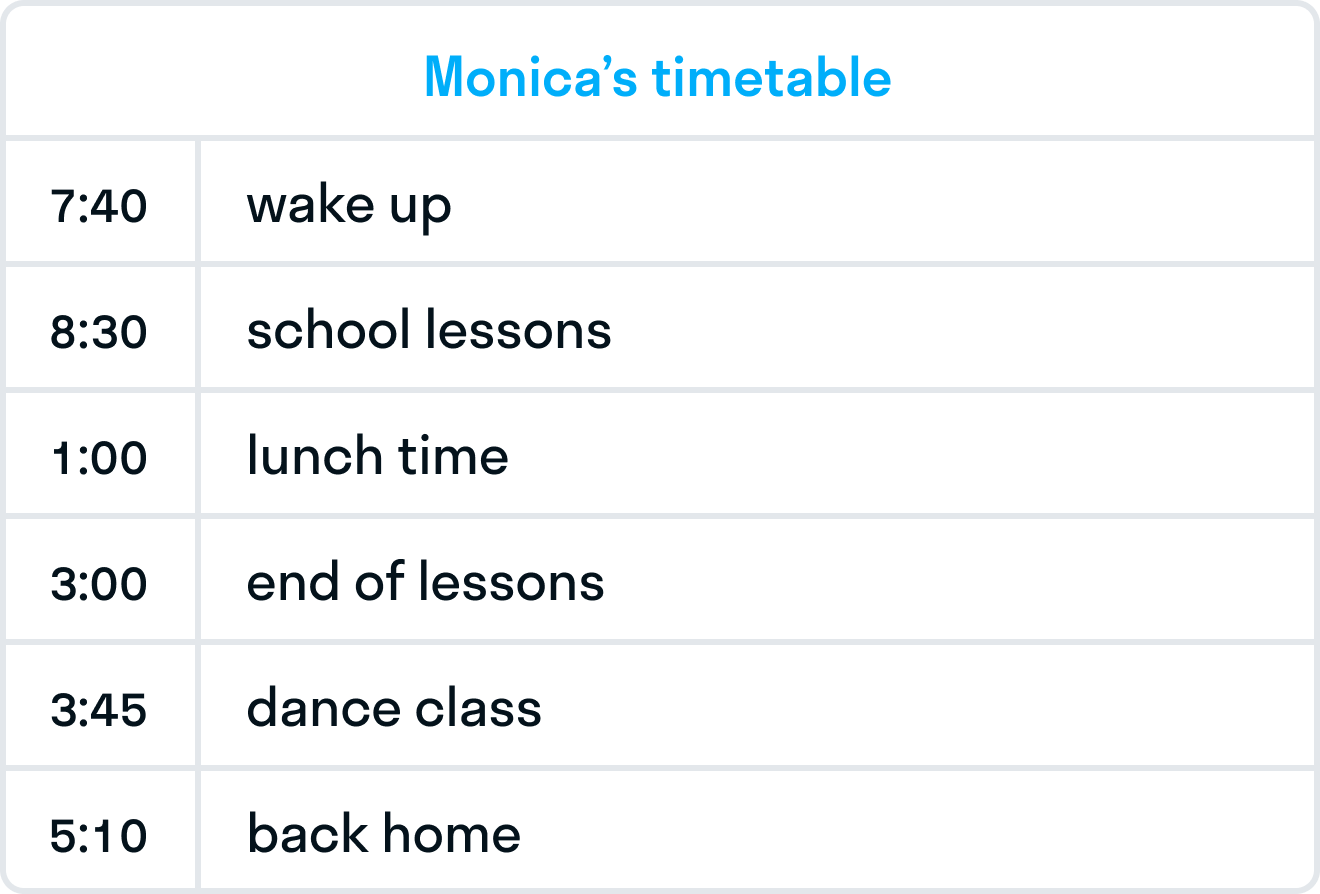 Monica’s timetable
7:40 wake up
8:30 school lessons
1:00 lunch time
3:00 end of lessons
3:45 dance class
5:10 back home